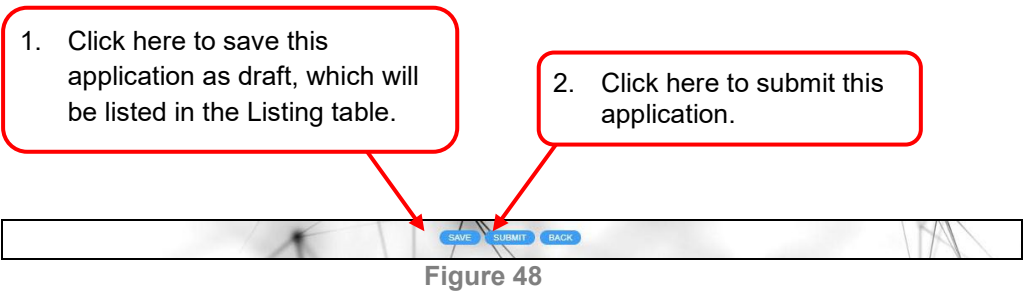 1. Click here to save this
application as draft, which will
be listed in the Listing table.
2. Click here to submit this
application.
SAVE SUBMIT BACK
Figure 48